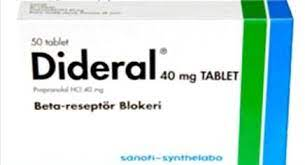 50 tablet
Dideral®
40 mg TABLET
Propranolol HCl 40 mg
Beta-reseptör Blokeri
sanofi-synthelabo